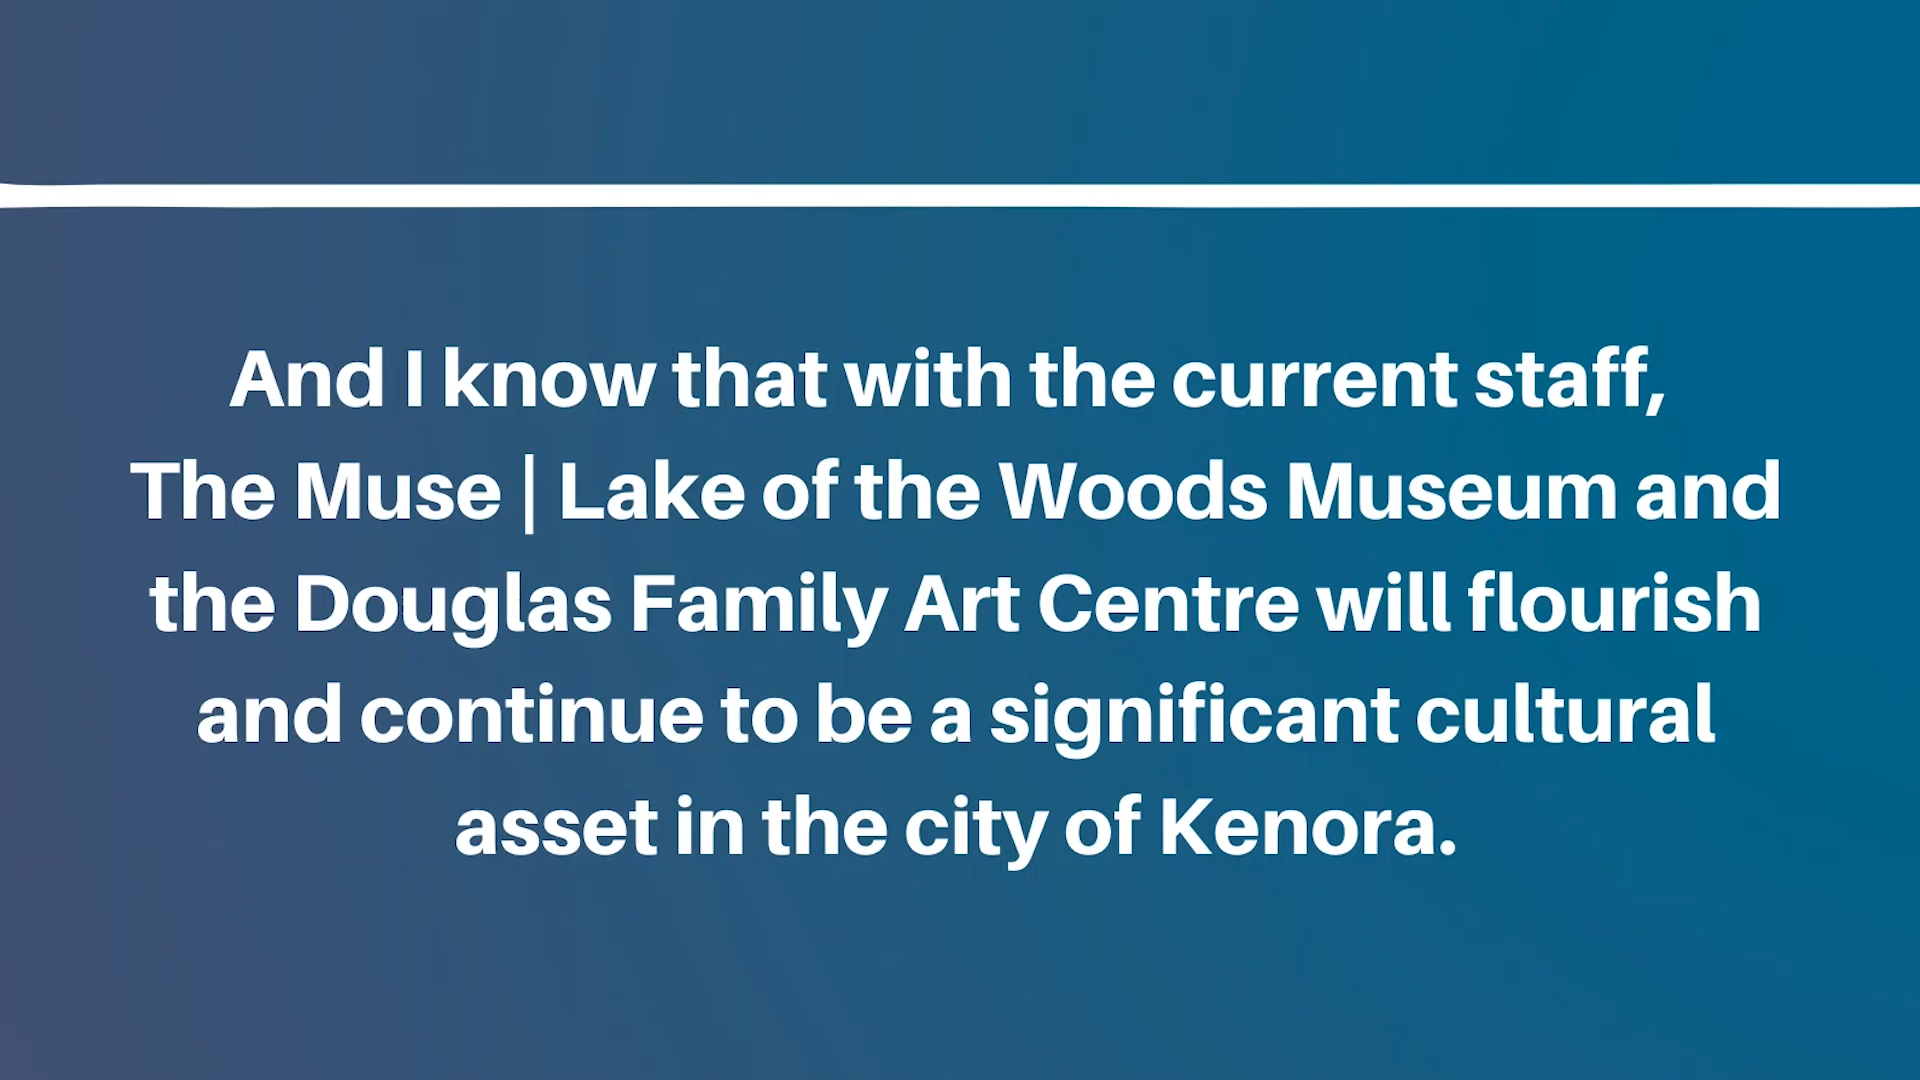 And I know that with the current staff,
The Muse | Lake of the Woods Museum and
the Douglas Family Art Centre will flourish
and continue to be a significant cultural
asset in the city of Kenora.